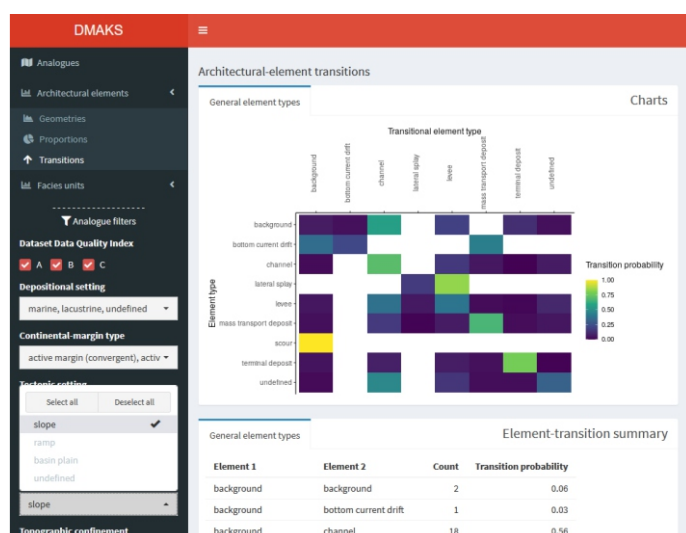 DMAKS
Analogues
Architectural elements
Geometries
Proportions
Transitions
Facies units
Analogue filters
Dataset Data Quality Index
A B C
Depositional setting
marine, lacustrine, undefined
Continental-margin type
active margin (convergent), activ
Tectonic setting
Select all Deselect all
slope
ramp
basin plain
undefined
slope
Topographic confinement
Architectural-element transitions
General element types
Charts
Transitional element type
background
bottom current drift
channel
lateral splay
levee
mass transport deposit
terminal deposit
undefined
Element type
background
bottom current drift
channel
lateral splay
levee
mass transport deposit
scour
terminal deposit
undefined
Transition probability
1.00
0.75
0.50
0.25
0.00
General element types
Element-transition summary
Element 1 Element 2 Count Transition probability
background background 2 0.06
background bottom current drift 1 0.03
background channel 18 0.56